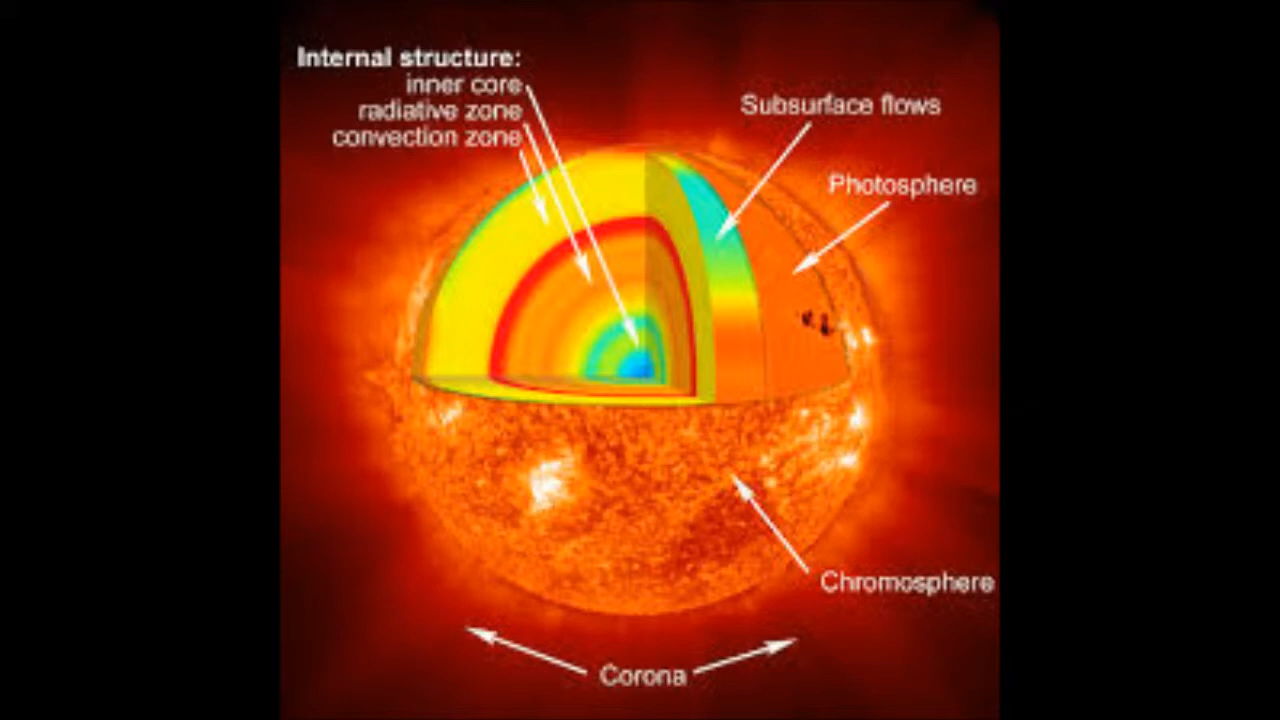 Internal structure:
inner core
radiative zone
convection zone
Subsurface flows
Photosphere
Chromosphere
Corona